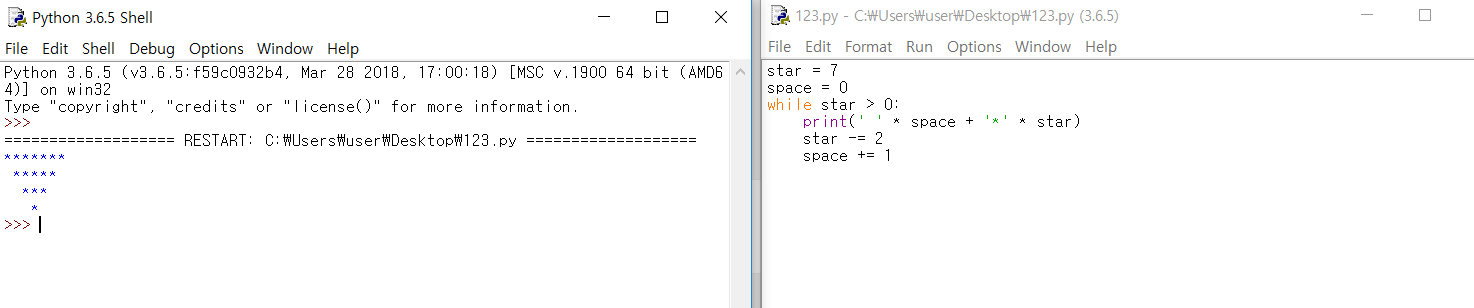 Python 3.6.5 Shell
File Edit Shell Debug Options Window Help
Python 3.6.5 (v3.6.5:f59c0932b4, Mar 28 2018, 17:00:18) [MSC v.1900 64 bit (AMD6
4)] on win32
Type "copyright", "credits" or "license()" for more information.
>>>
=================== RESTART: C:₩Users₩user₩Desktop₩123.py ===================
*******
 *****
  ***
   *
>>>
123.py - C:₩Users₩user₩Desktop₩123.py (3.6.5)
File Edit Format Run Options Window Help
star = 7
space = 0
while star > 0:
    print(' ' * space + '*' * star)
    star -= 2
    space += 1